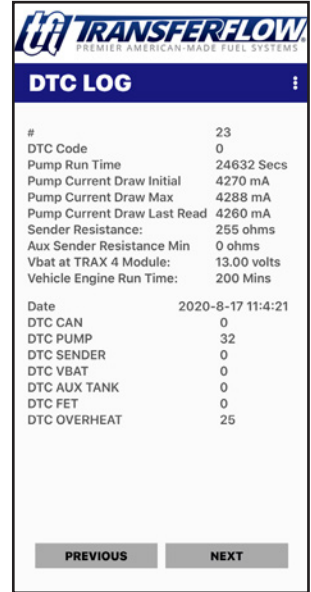 tfi TRANSFERFLOW
PREMIER AMERICAN-MADE FUEL SYSTEMS
DTC LOG
# 23
DTC Code 0
Pump Run Time 24632 Secs
Pump Current Draw Initial 4270 mA
Pump Current Draw Max 4288 mA
Pump Current Draw Last Read 4260 mA
Sender Resistance: 255 ohms
Aux Sender Resistance Min 0 ohms
Vbat at TRAX 4 Module: 13.00 volts
Vehicle Engine Run Time: 200 Mins
Date 2020-8-17 11:4:21
DTC CAN 0
DTC PUMP 32
DTC SENDER 0
DTC VBAT 0
DTC AUX TANK 0
DTC FET 0
DTC OVERHEAT 25
PREVIOUS NEXT